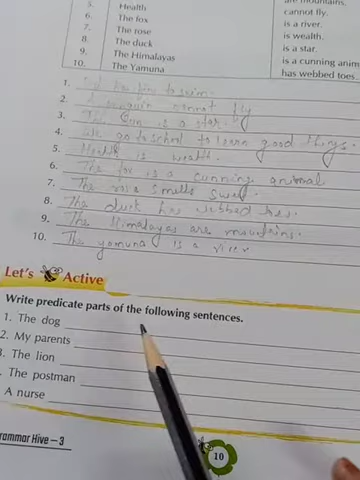 5. Health
are mountains.
6. The fox
cannot fly.
7. The rose
is a river.
8. The duck
is wealth.
9. The Himalayas
is a star.
10. The Yamuna
is a cunning anim
has webbed toes.
1. fins to swim.
2. A penguin cannot fly
3. The Sun is a star.
4. We go to school to learn good things.
5. Health is wealth.
6. The fox is a cunning animal
7. The rose smells sweet.
8. The duck has webbed toes.
9. The Himalayas are mountains.
10. The yamuna is a river
Let's Active
Write predicate parts of the following sentences.
1. The dog
2. My parents
3. The lion
. The postman
A nurse
rammar Hive – 3
10